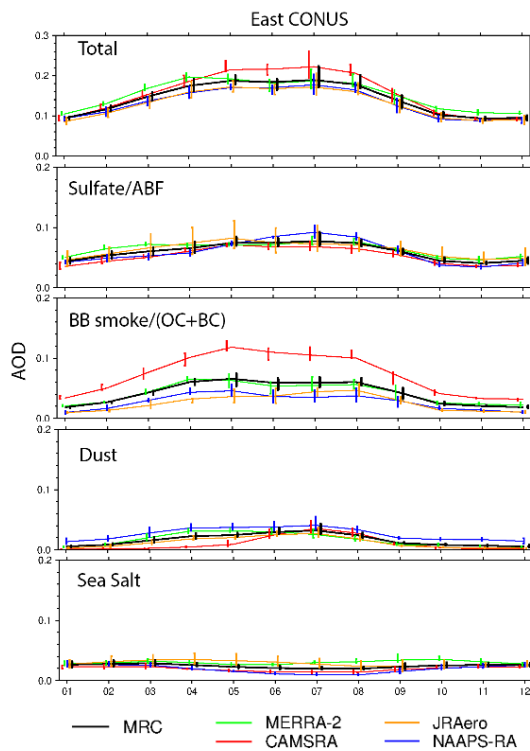 East CONUS
Total
0.3
0.2
0.1
0.0
Sulfate/ABF
0.2
0.1
0.0
BB smoke/(OC+BC)
0.2
0.1
0.0
AOD
Dust
0.2
0.1
0.0
Sea Salt
0.2
0.1
0.0
01 02 03 04 05 06 07 08 09 10 11 12
MRC MERRA-2 JRAero
CAMSRA NAAPS-RA